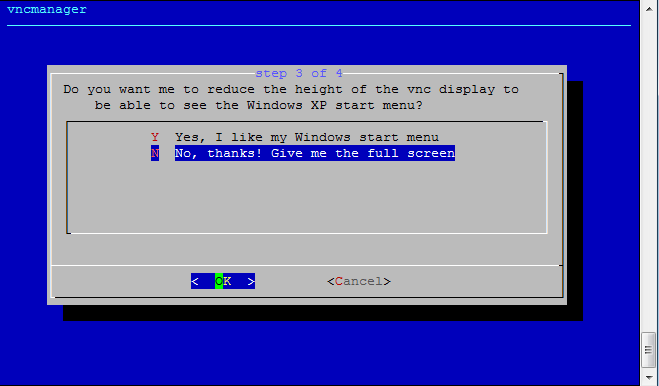 vncmanager
step 3 of 4
Do you want me to reduce the height of the vnc display to
be able to see the Windows XP start menu?
Y Yes, I like my Windows start menu
N No, thanks! Give me the full screen
< OK > <Cancel>